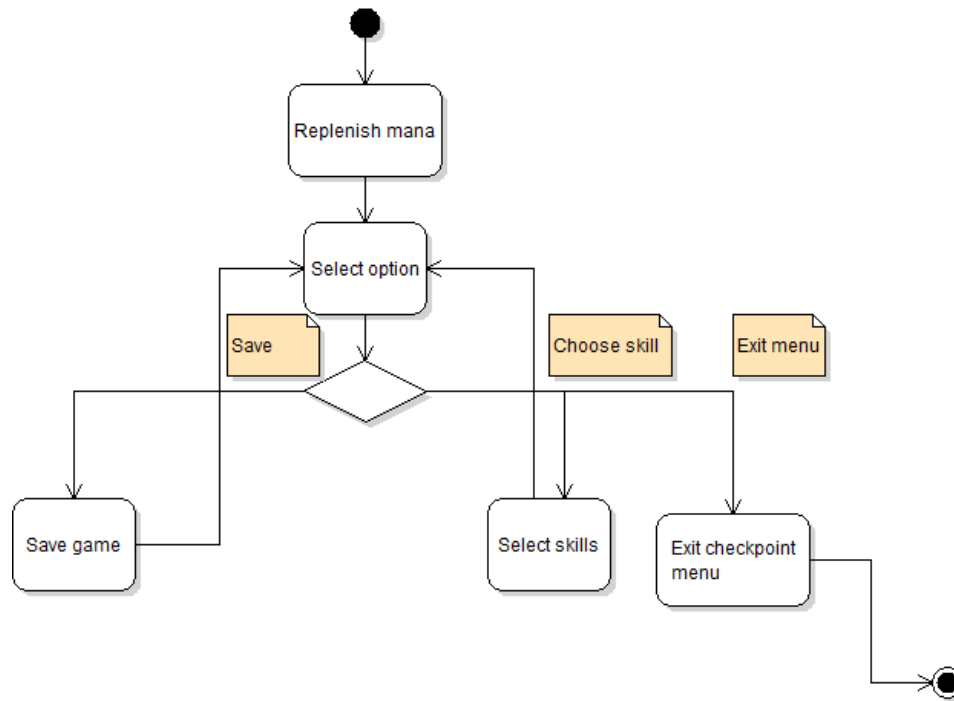 Replenish mana
Select option
Save
Choose skill
Exit menu
Save game
Select skills
Exit checkpoint
menu